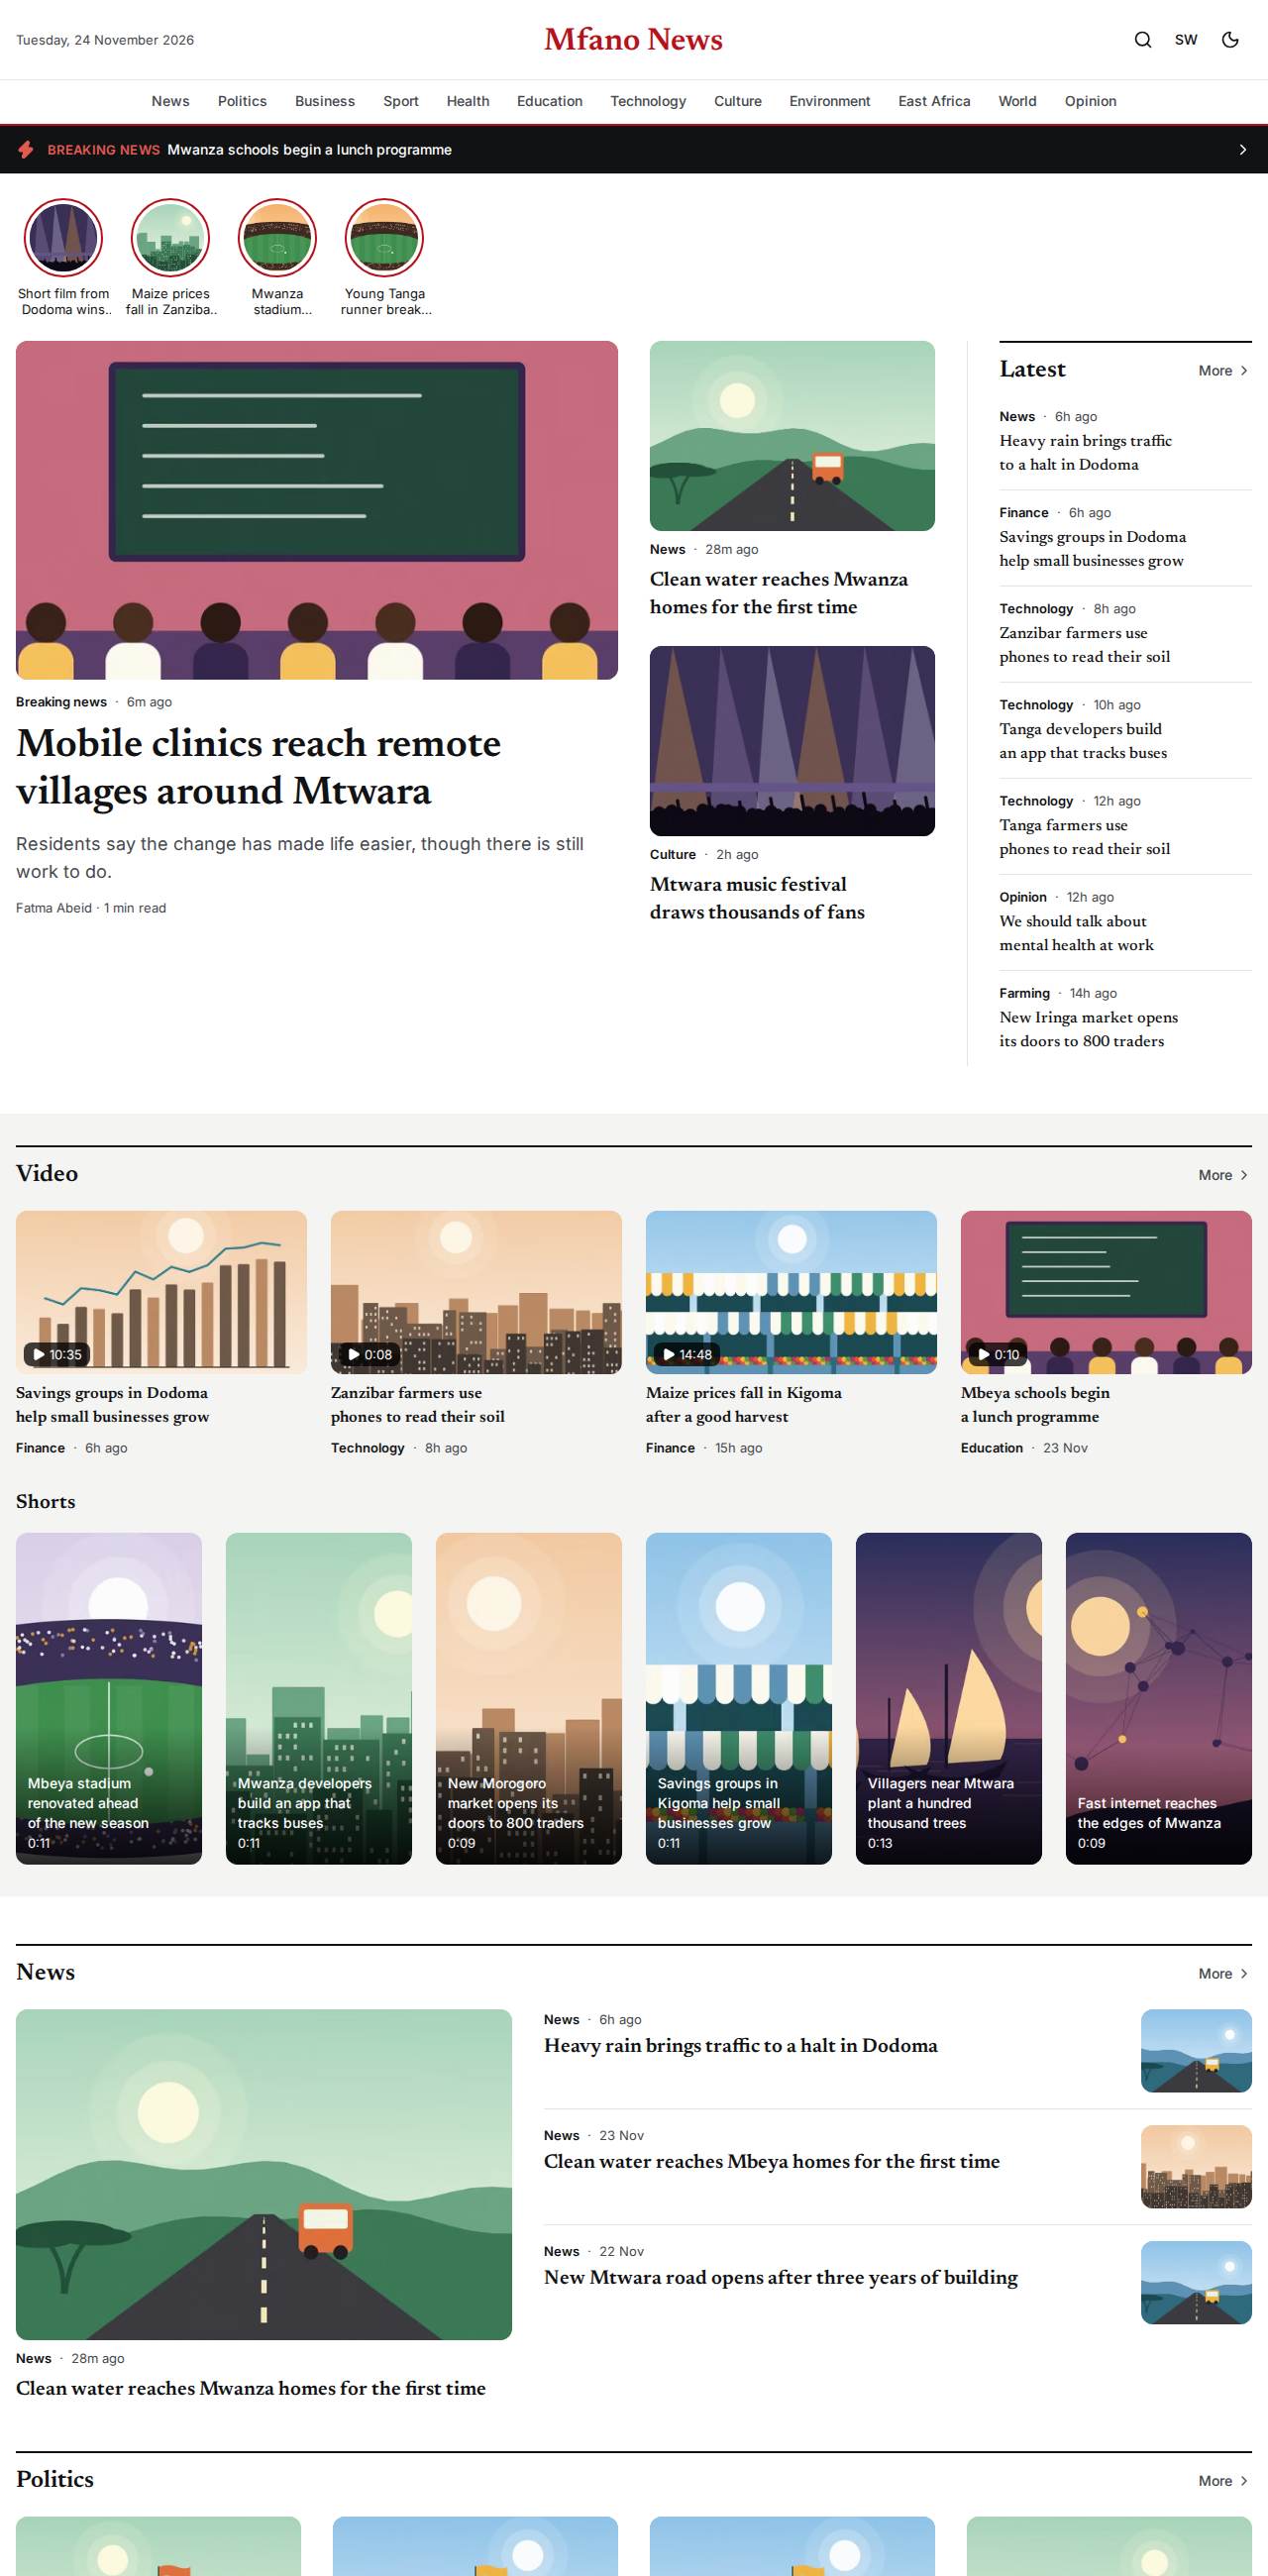 Tuesday, 24 November 2026
Mfano News
SW
News Politics Business Sport Health Education Technology Culture Environment East Africa World Opinion
BREAKING NEWS Mwanza schools begin a lunch programme
Short film from
Dodoma wins..
Maize prices
fall in Zanziba..
Mwanza
stadium...
Young Tanga
runner break...
Breaking news · 6m ago
Mobile clinics reach remote
villages around Mtwara
Residents say the change has made life easier, though there is still
work to do.
Fatma Abeid · 1 min read
News · 28m ago
Clean water reaches Mwanza
homes for the first time
Culture · 2h ago
Mtwara music festival
draws thousands of fans
Latest
More
News · 6h ago
Heavy rain brings traffic
to a halt in Dodoma
Finance · 6h ago
Savings groups in Dodoma
help small businesses grow
Technology · 8h ago
Zanzibar farmers use
phones to read their soil
Technology · 10h ago
Tanga developers build
an app that tracks buses
Technology · 12h ago
Tanga farmers use
phones to read their soil
Opinion · 12h ago
We should talk about
mental health at work
Farming · 14h ago
New Iringa market opens
its doors to 800 traders
Video
More
10:35
Savings groups in Dodoma
help small businesses grow
Finance · 6h ago
0:08
Zanzibar farmers use
phones to read their soil
Technology · 8h ago
14:48
Maize prices fall in Kigoma
after a good harvest
Finance · 15h ago
0:10
Mbeya schools begin
a lunch programme
Education · 23 Nov
Shorts
Mbeya stadium
renovated ahead
of the new season
0:11
Mwanza developers
build an app that
tracks buses
0:11
New Morogoro
market opens its
doors to 800 traders
0:09
Savings groups in
Kigoma help small
businesses grow
0:11
Villagers near Mtwara
plant a hundred
thousand trees
0:13
Fast internet reaches
the edges of Mwanza
0:09
News
More
News · 28m ago
Clean water reaches Mwanza homes for the first time
News · 6h ago
Heavy rain brings traffic to a halt in Dodoma
News · 23 Nov
Clean water reaches Mbeya homes for the first time
News · 22 Nov
New Mtwara road opens after three years of building
Politics
More